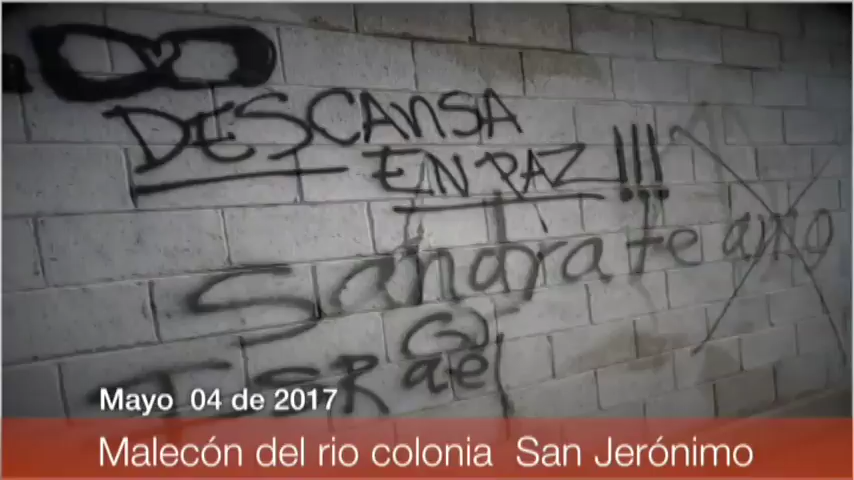 DESCANSA
EN PAZ !!!
Sandra te amo
ISRael
Mayo 04 de 2017
Malecón del rio colonia San Jerónimo